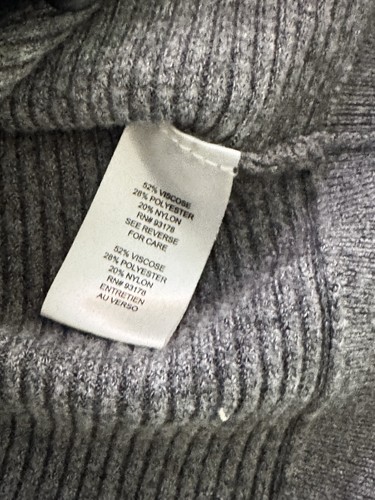 52% VISCOSE
28% POLYESTER
20% NYLON
RN# 93178
SEE REVERSE
FOR CARE
52% VISCOSE
28% POLYESTER
20% NYLON
RN# 93178
ENTRETIEN
AU VERSO